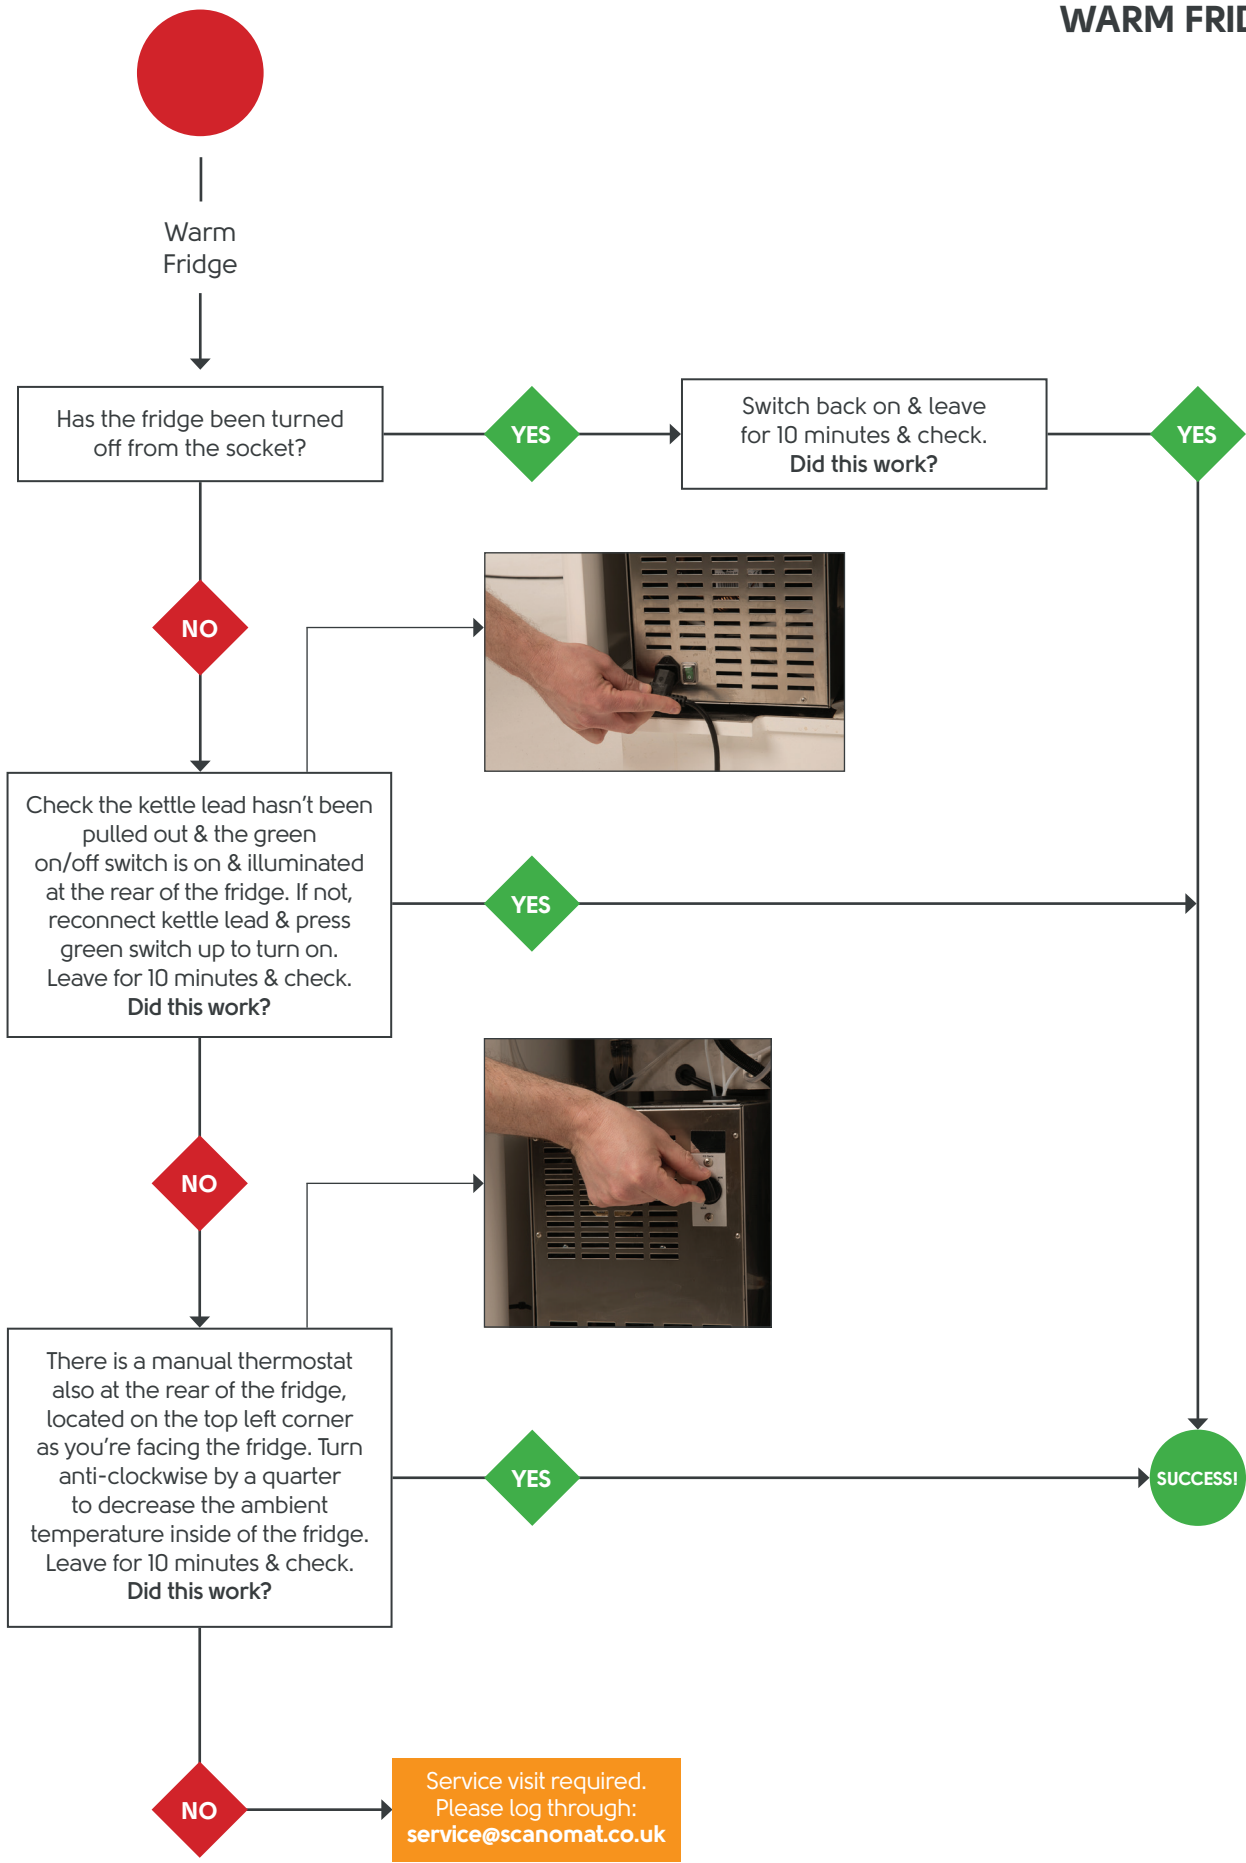 WARM FRID
Warm
Fridge
Has the fridge been turned
off from the socket?
YES
Switch back on & leave
for 10 minutes & check.
Did this work?
YES
NO
Check the kettle lead hasn't been
pulled out & the green
on/off switch is on & illuminated
at the rear of the fridge. If not,
reconnect kettle lead & press
green switch up to turn on.
Leave for 10 minutes & check.
Did this work?
YES
NO
There is a manual thermostat
also at the rear of the fridge,
located on the top left corner
as you're facing the fridge. Turn
anti-clockwise by a quarter
to decrease the ambient
temperature inside of the fridge.
Leave for 10 minutes & check.
Did this work?
YES
SUCCESS!
NO
Service visit required.
Please log through:
service@scanomat.co.uk